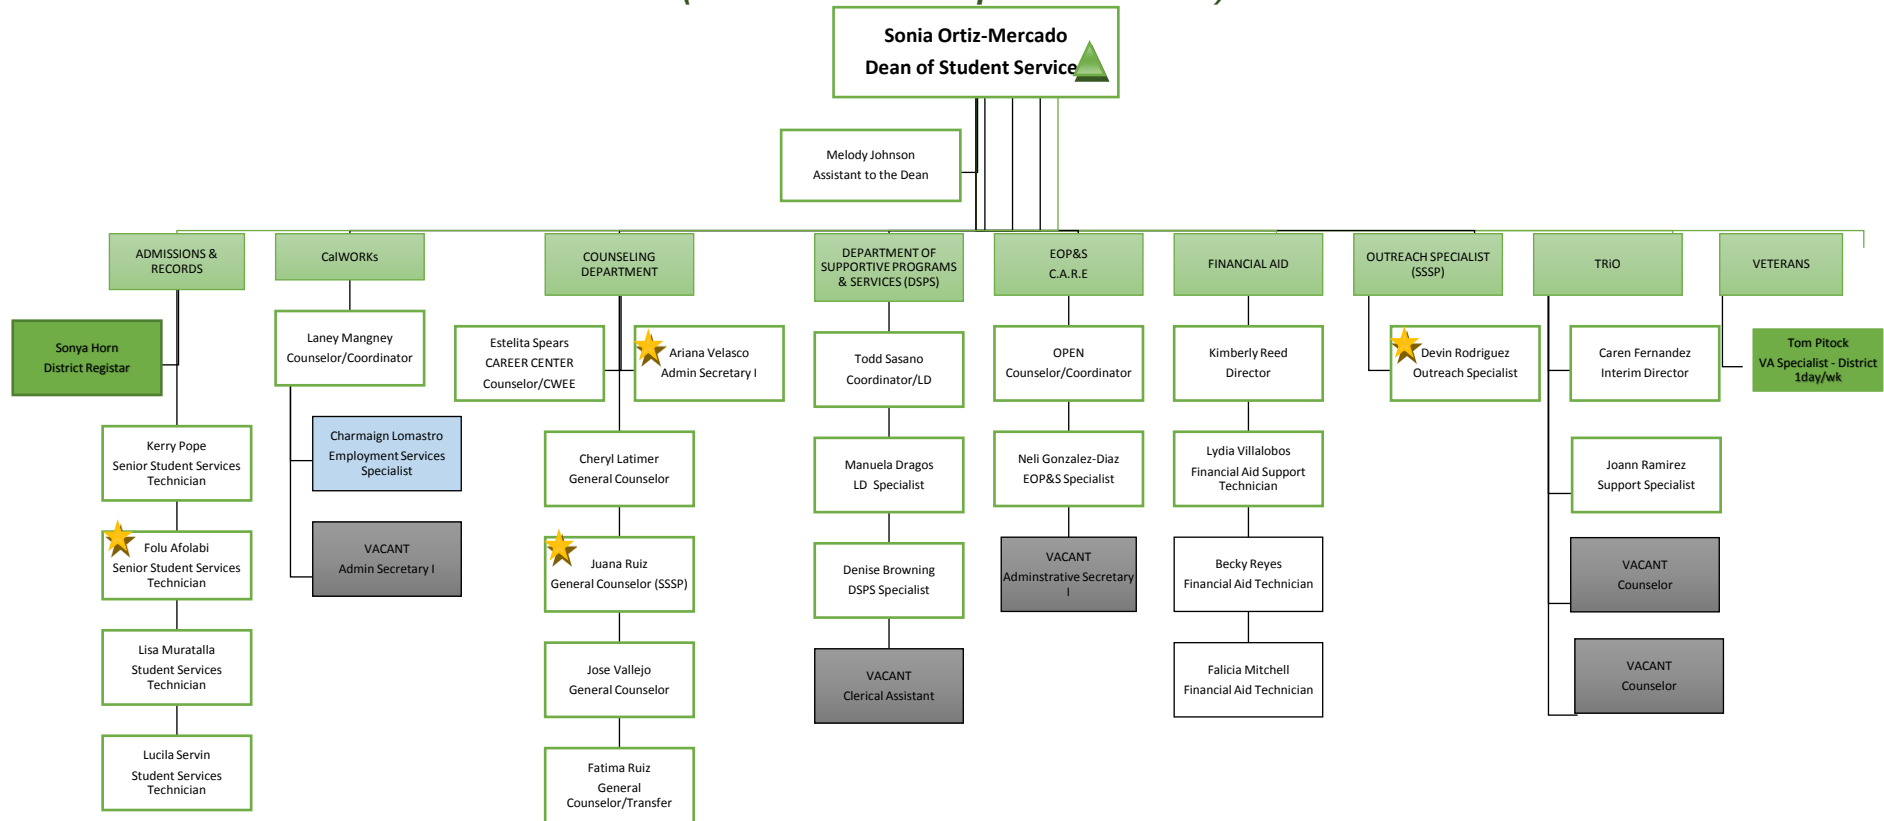 Sonia Ortiz-Mercado
Dean of Student Service
Melody Johnson
Assistant to the Dean
ADMISSIONS &
RECORDS
CalWORKs
COUNSELING
DEPARTMENT
DEPARTMENT OF
SUPPORTIVE PROGRAMS
& SERVICES (DSPS)
EOP&S
C.A.R.E
FINANCIAL AID
OUTREACH SPECIALIST
(SSSP)
TRiO
VETERANS
Sonya Horn
District Registar
Kerry Pope
Senior Student Services
Technician
Folu Afolabi
Senior Student Services
Technician
Lisa Muratalla
Student Services
Technician
Lucila Servin
Student Services
Technician
Laney Mangney
Counselor/Coordinator
Charmaign Lomastro
Employment Services
Specialist
VACANT
Admin Secretary I
Estelita Spears
CAREER CENTER
Counselor/CWEE
Ariana Velasco
Admin Secretary I
Cheryl Latimer
General Counselor
Juana Ruiz
General Counselor (SSSP)
Jose Vallejo
General Counselor
Fatima Ruiz
General
Counselor/Transfer
Todd Sasano
Coordinator/LD
Manuela Dragos
LD Specialist
Denise Browning
DSPS Specialist
VACANT
Clerical Assistant
OPEN
Counselor/Coordinator
Neli Gonzalez-Diaz
EOP&S Specialist
VACANT
Adminstrative Secretary
I
Kimberly Reed
Director
Lydia Villalobos
Financial Aid Support
Technician
Becky Reyes
Financial Aid Technician
Falicia Mitchell
Financial Aid Technician
Devin Rodriguez
Outreach Specialist
Caren Fernandez
Interim Director
Joann Ramirez
Support Specialist
VACANT
Counselor
VACANT
Counselor
Tom Pitock
VA Specialist - District
1day/wk